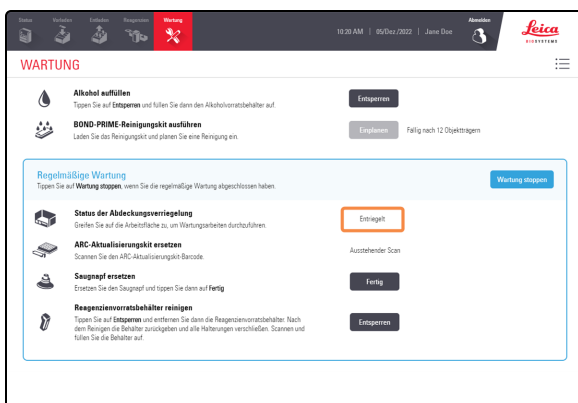 Status Vorladen Entladen Reagenzien Wartung
10:20 AM | 05/Dez./2022 | Jane Doe
Abmelden
Leica
BIOSYSTEMS
WARTUNG
Alkohol auffüllen
Tippen Sie auf Entsperren und füllen Sie dann den Alkoholvorratsbehälter auf.
Entsperren
BOND-PRIME-Reinigungskit ausführen
Laden Sie das Reinigungskit und planen Sie eine Reinigung ein.
Einplanen
Fällig nach 12 Objektträgern
Regelmäßige Wartung
Tippen Sie auf Wartung stoppen, wenn Sie die regelmäßige Wartung abgeschlossen haben.
Wartung stoppen
Status der Abdeckungsverriegelung
Greifen Sie auf die Arbeitsfläche zu, um Wartungsarbeiten durchzuführen.
Entriegelt
ARC-Aktualisierungskit ersetzen
Scannen Sie den ARC-Aktualisierungskit-Barcode.
Ausstehender Scan
Saugnapf ersetzen
Ersetzen Sie den Saugnapf und tippen Sie dann auf Fertig
Fertig
Reagenzienvorratsbehälter reinigen
Tippen Sie auf Entsperren und entfernen Sie dann die Reagenzienvorratsbehälter. Nach
dem Reinigen die Behälter zurückgeben und alle Halterungen verschließen. Scannen und
füllen Sie die Behälter auf.
Entsperren